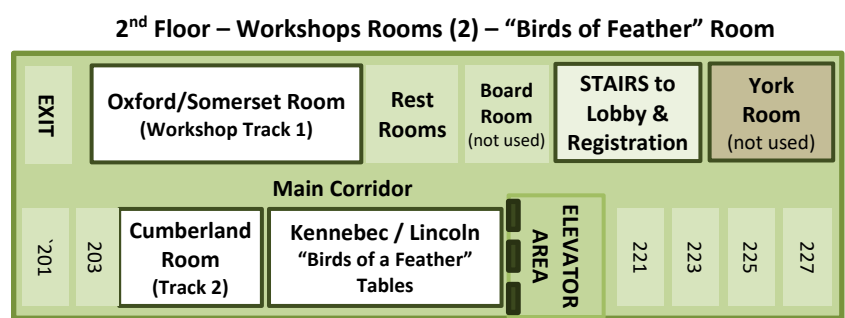 2nd Floor – Workshops Rooms (2) – “Birds of Feather” Room
EXIT
Oxford/Somerset Room
(Workshop Track 1)
Rest
Rooms
Board
Room
(not used)
STAIRS to
Lobby &
Registration
York
Room
(not used)
Main Corridor
`201
203
Cumberland
Room
(Track 2)
Kennebec / Lincoln
“Birds of a Feather”
Tables
ELEVATOR
AREA
221
223
225
227